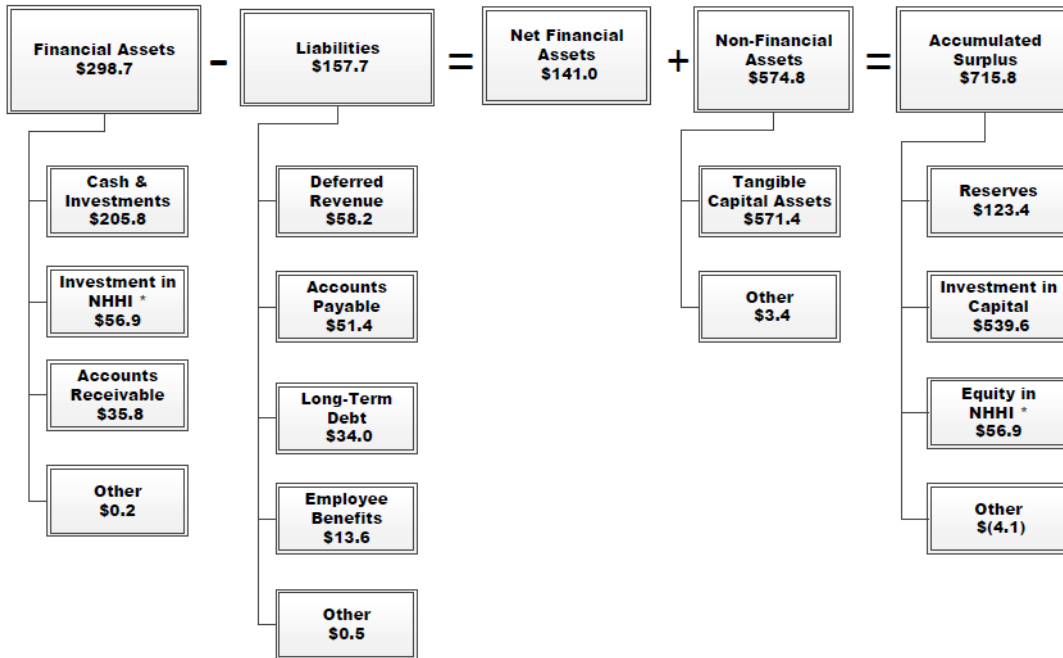 Financial Assets
$298.7
-
Liabilities
$157.7
=
Net Financial
Assets
$141.0
+
Non-Financial
Assets
$574.8
=
Accumulated
Surplus
$715.8
Cash &
Investments
$205.8
Investment in
NHHI *
$56.9
Accounts
Receivable
$35.8
Other
$0.2
Deferred
Revenue
$58.2
Accounts
Payable
$51.4
Long-Term
Debt
$34.0
Employee
Benefits
$13.6
Other
$0.5
Tangible
Capital Assets
$571.4
Other
$3.4
Reserves
$123.4
Investment in
Capital
$539.6
Equity in
NHHI *
$56.9
Other
$(4.1)